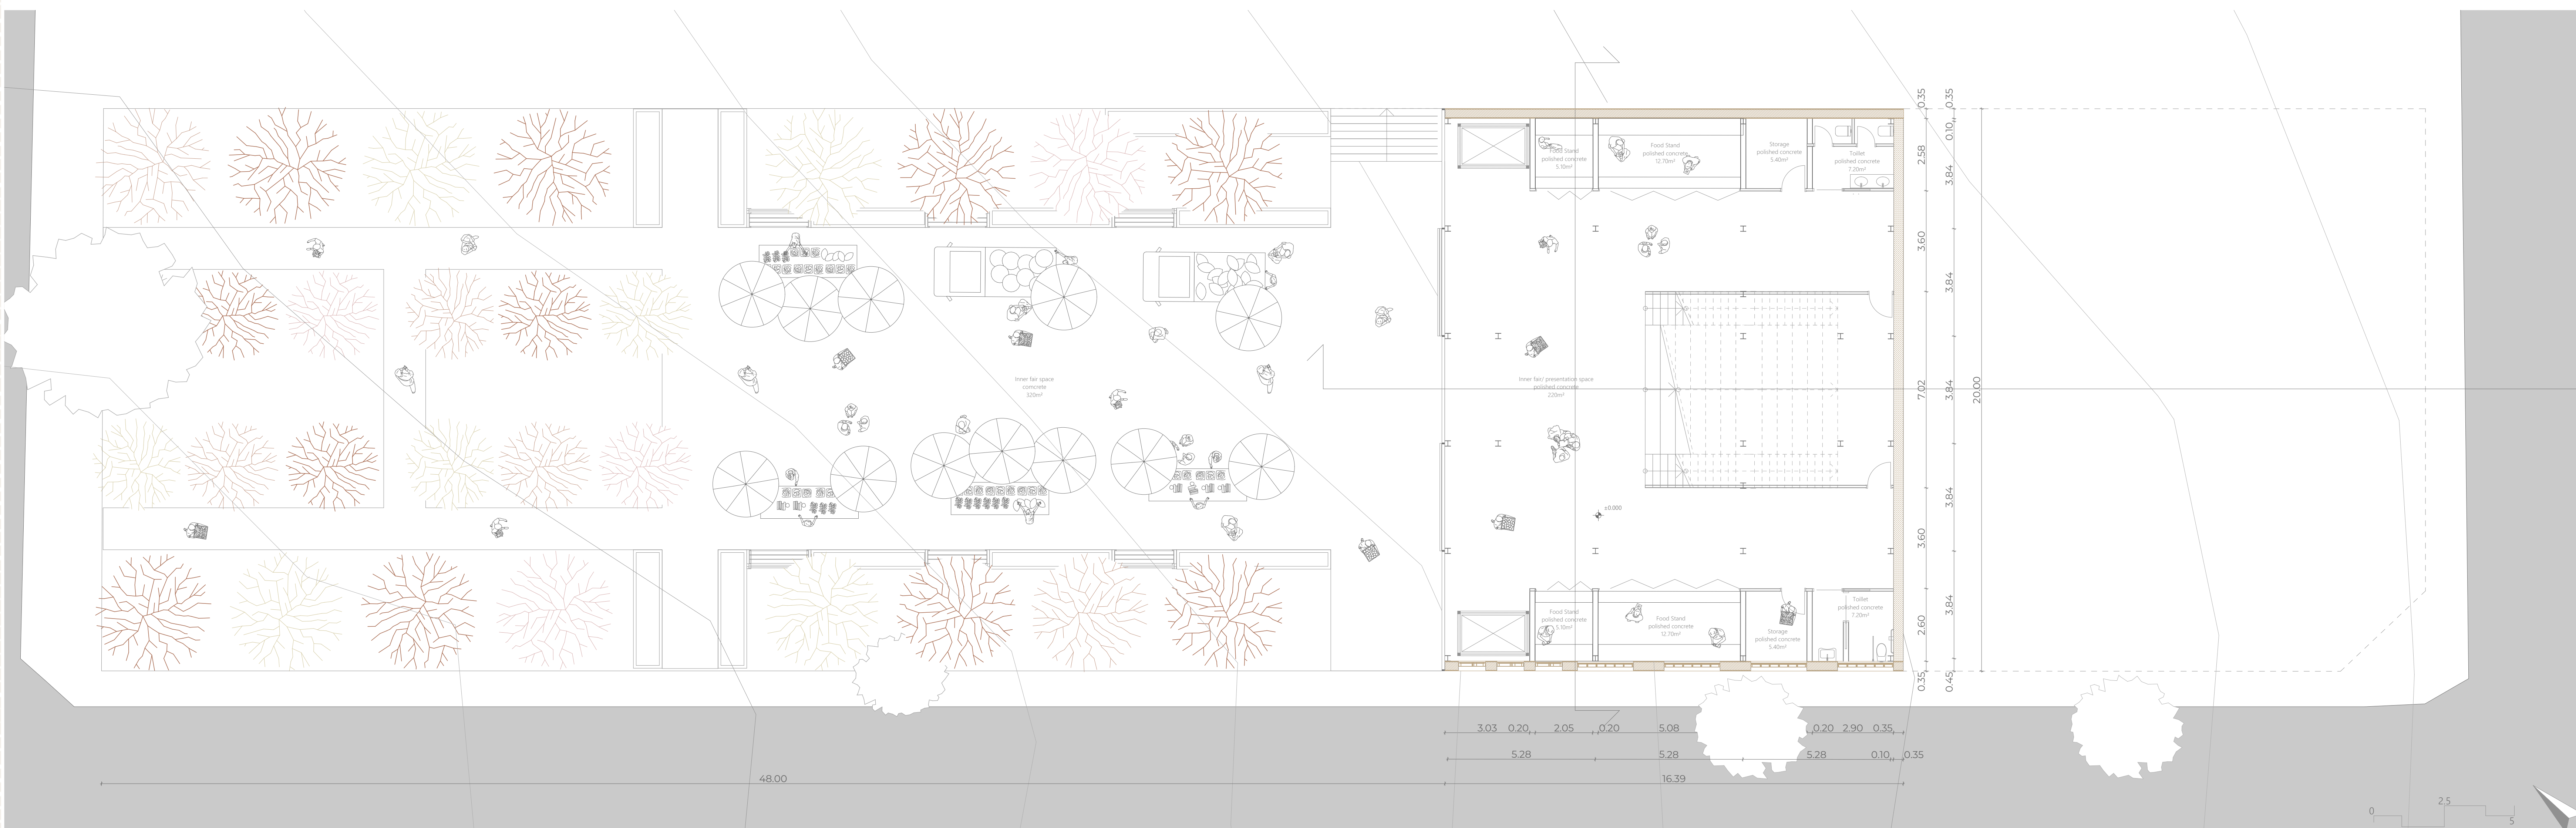 Food Stand
polished concrete
5.10m²
Food Stand
polished concrete
12.70m²
Storage
polished concrete
5.40m²
Toillet
polished concrete
7.20m²
Inner fair space
comcrete
320m²
Inner fair/ presentation space
polished concrete
220m²
±0.000
Food Stand
polished concrete
5.10m²
Food Stand
polished concrete
12.70m²
Storage
polished concrete
5.40m²
Toillet
polished concrete
7.20m²
0.35
2.58
3.60
7.02
3.60
2.60
0.35
0.35
0.10
3.84
3.84
3.84
3.84
3.84
0.45
20.00
3.03 0.20 2.05 0.20 5.08 0.20 2.90 0.35
5.28 5.28 5.28 0.10 0.35
48.00 16.39
0 2.5 5